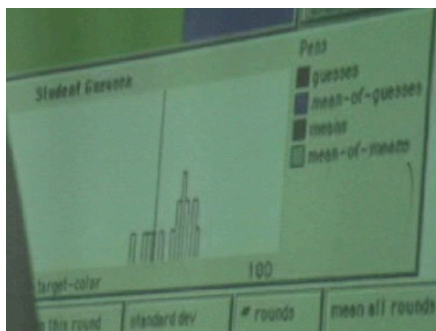 Pens
Student Guesses
guesses
mean-of-guesses
means
mean-of-means
target-color
100
this round
standard dev
# rounds
mean all rounds